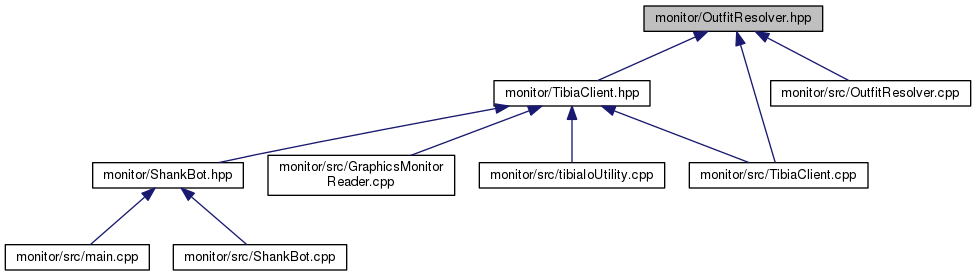 monitor/OutfitResolver.hpp
monitor/TibiaClient.hpp
monitor/src/OutfitResolver.cpp
monitor/ShankBot.hpp
monitor/src/GraphicsMonitor
Reader.cpp
monitor/src/tibiaIoUtility.cpp
monitor/src/TibiaClient.cpp
monitor/src/main.cpp
monitor/src/ShankBot.cpp